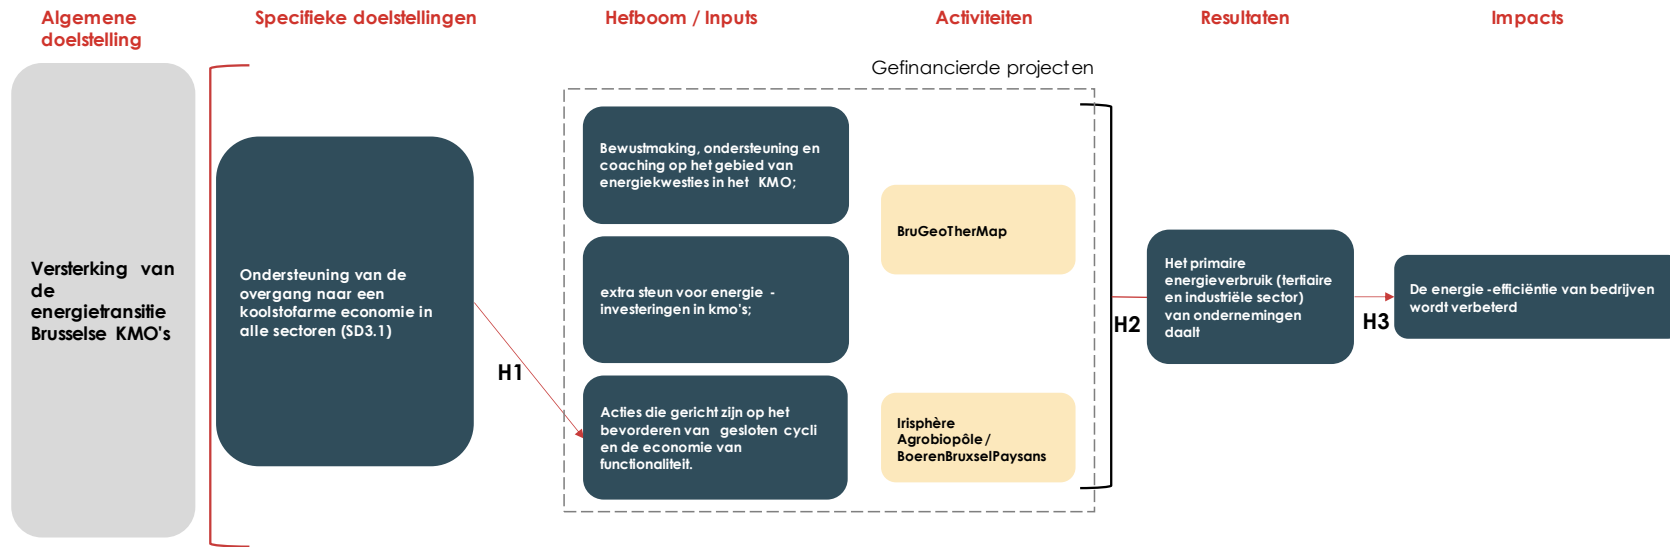 Algemene
doelstelling
Specifieke doelstellingen
Hefboom / Inputs
Activiteiten
Resultaten
Impacts
Gefinancierde projecten
Versterking van
de
energietransitie
Brusselse KMO's
Ondersteuning van de
overgang naar een
koolstofarme economie in
alle sectoren (SD3.1)
H1
Bewustmaking, ondersteuning en
coaching op het gebied van
energiekwesties in het KMO;
extra steun voor energie -
investeringen in kmo's;
Acties die gericht zijn op het
bevorderen van gesloten cycli
en de economie van
functionaliteit.
BruGeoTherMap
Irisphère
Agrobiopôle /
BoerenBruxselPaysans
H2
Het primaire
energieverbruik (tertiaire
en industriële sector)
van ondernemingen
daalt
H3
De energie -efficiëntie van bedrijven
wordt verbeterd